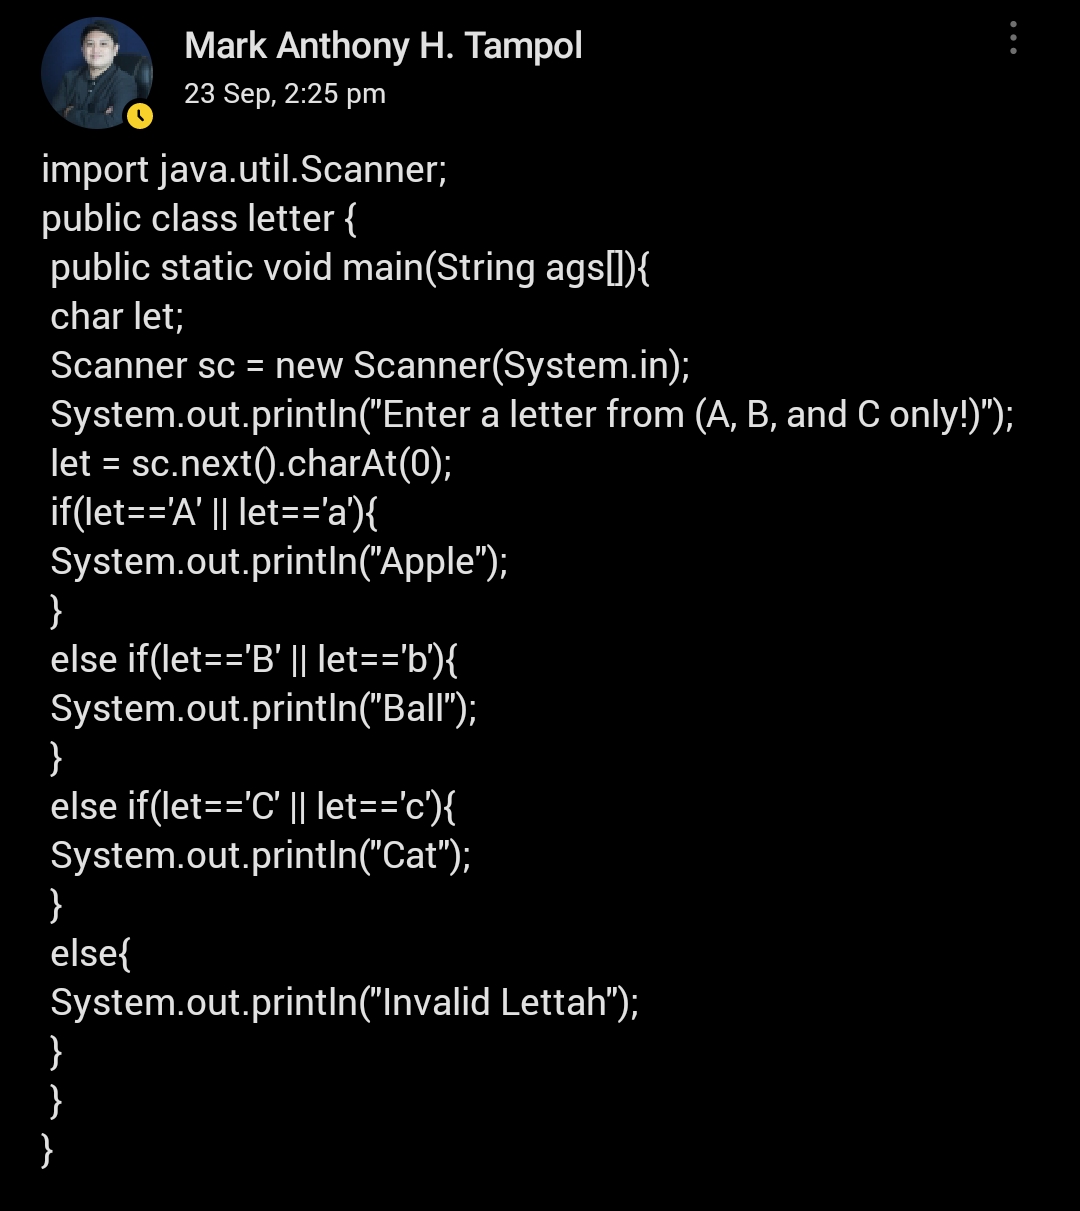 Mark Anthony H. Tampol
23 Sep, 2:25 pm
import java.util.Scanner;
public class letter {
public static void main(String ags[]){
char let;
Scanner sc = new Scanner(System.in);
System.out.println("Enter a letter from (A, B, and C only!)");
let = sc.next().charAt(0);
if(let=='A' || let=='a'){
System.out.println("Apple");
}
else if(let=='B' || let=='b'){
System.out.println("Ball");
}
else if(let=='C' || let=='c'){
System.out.println("Cat");
}
else{
System.out.println("Invalid Lettah");
}
}
}